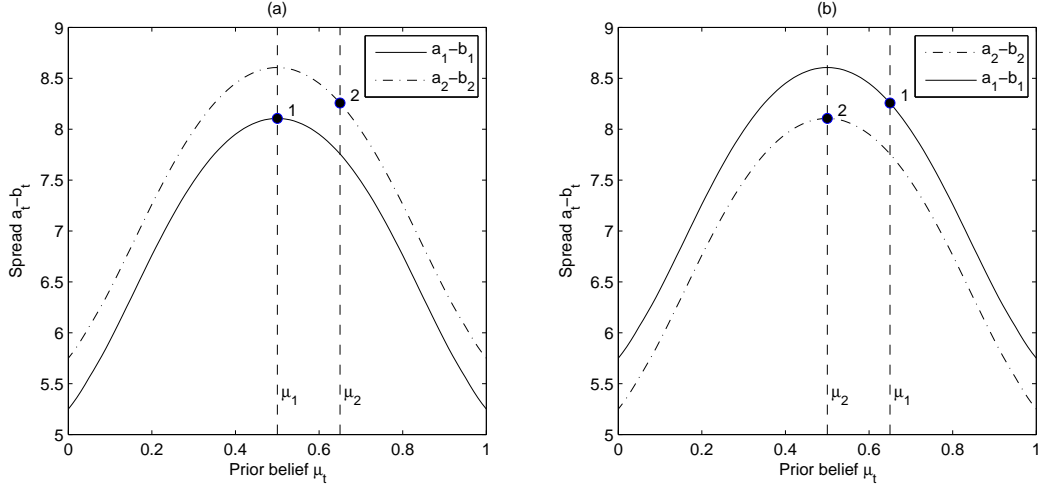 (a)
9
8.5
8
7.5
7
6.5
6
5.5
5
Spread a_t−b_t
a_1−b_1
a_2−b_2
1
2
μ_1
μ_2
0
0.2
0.4
0.6
0.8
1
Prior belief μ_t
(b)
9
8.5
8
7.5
7
6.5
6
5.5
5
Spread a_t−b_t
a_2−b_2
a_1−b_1
1
2
μ_2
μ_1
0
0.2
0.4
0.6
0.8
1
Prior belief μ_t